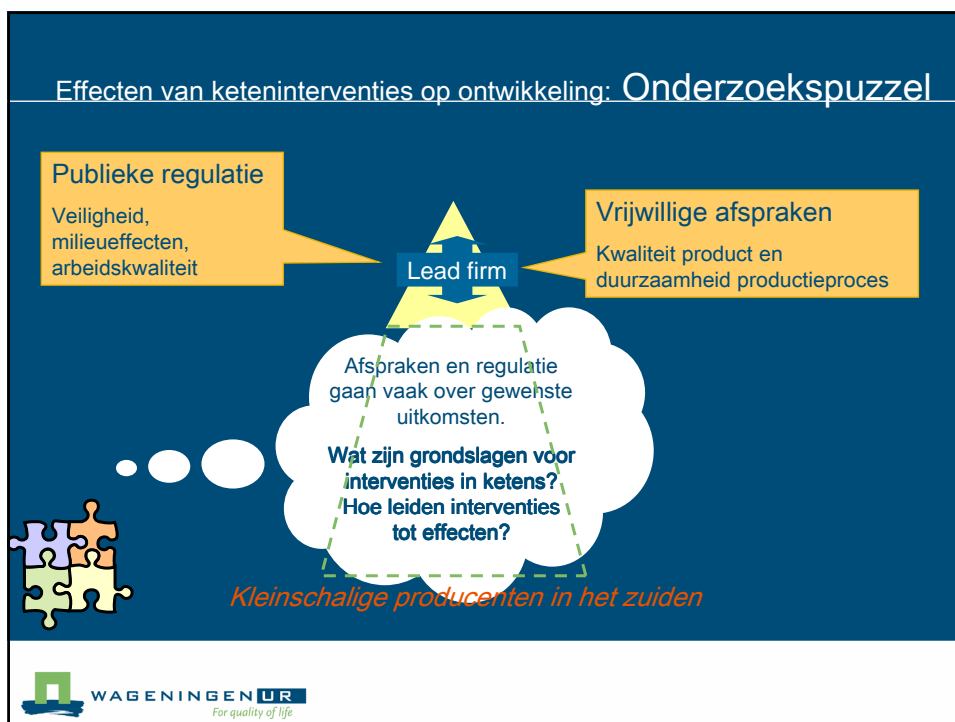 Effecten van keteninterventies op ontwikkeling: Onderzoekspuzzel
Publieke regulatie
Veiligheid,
milieueffecten,
arbeidskwaliteit
Lead firm
Vrijwillige afspraken
Kwaliteit product en
duurzaamheid productieproces
Afspraken en regulatie
gaan vaak over gewenste
uitkomsten.
Wat zijn grondslagen voor
interventies in ketens?
Hoe leiden interventies
tot effecten?
Kleinschalige producenten in het zuiden
WAGENINGEN UR
For quality of life